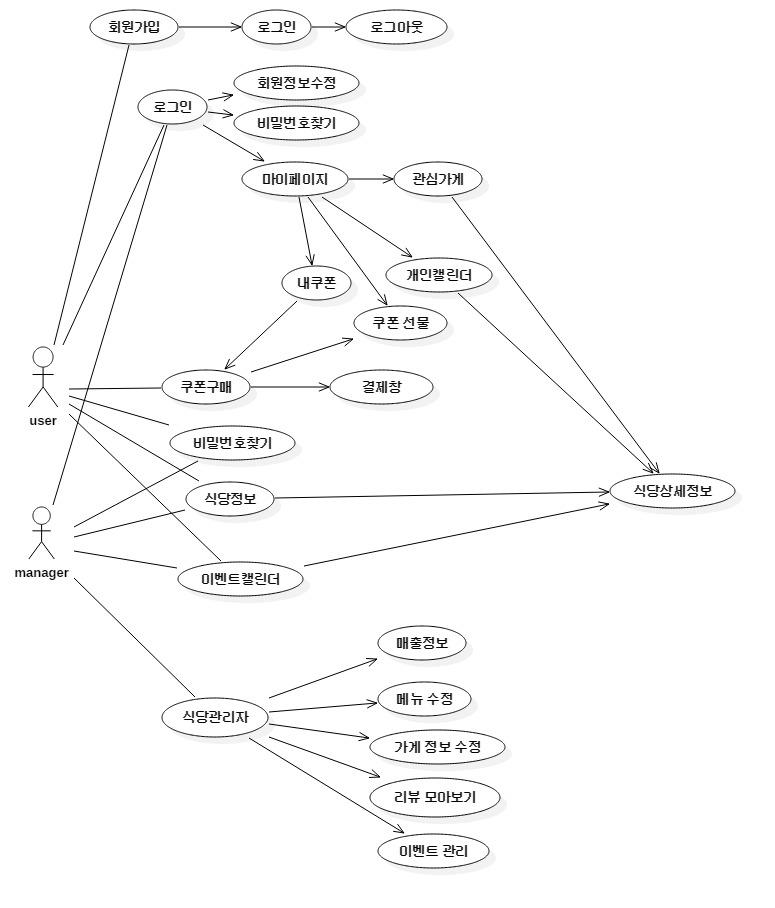 회원가입
로그인
로그아웃
회원정보수정
로그인
비밀번호찾기
마이페이지
관심가게
내쿠폰
개인캘린더
쿠폰 선물
쿠폰구매
결제창
user
비밀번호찾기
식당정보
식당상세정보
manager
이벤트캘린더
매출정보
메뉴 수정
식당관리자
가게 정보 수정
리뷰 모아보기
이벤트 관리